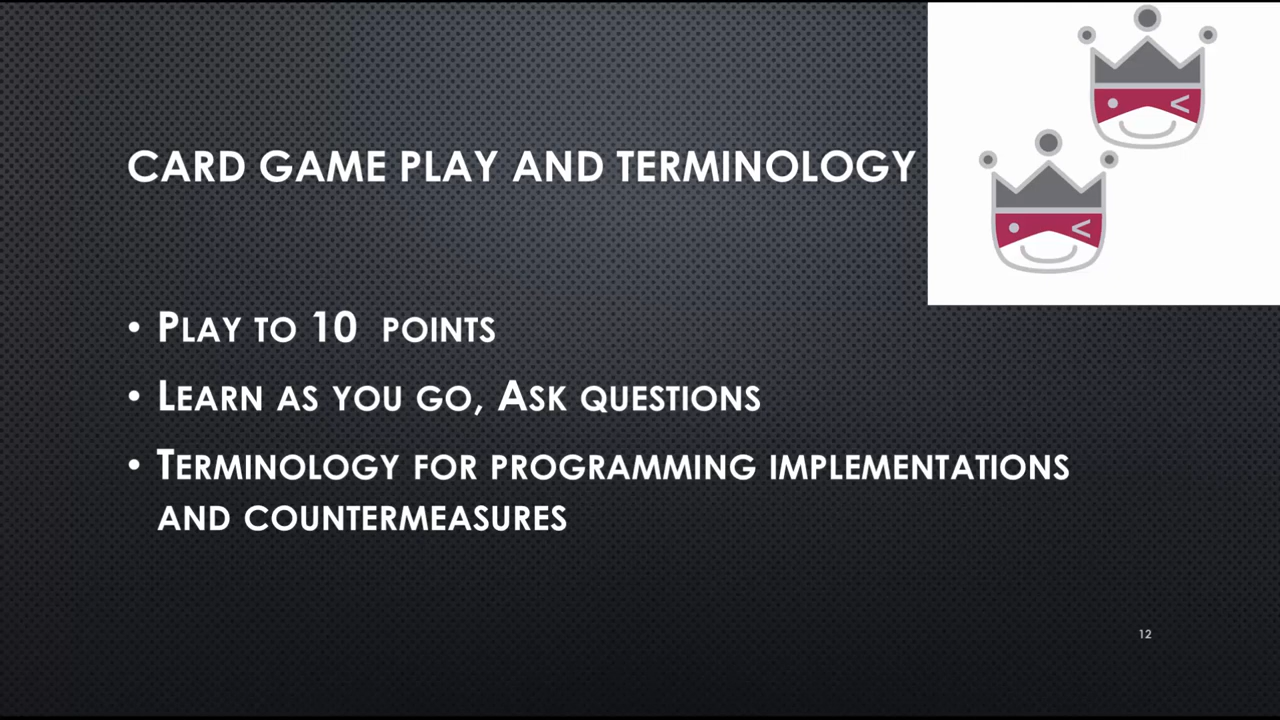 CARD GAME PLAY AND TERMINOLOGY
• PLAY TO 10 POINTS
• LEARN AS YOU GO, ASK QUESTIONS
• TERMINOLOGY FOR PROGRAMMING IMPLEMENTATIONS
AND COUNTERMEASURES
12